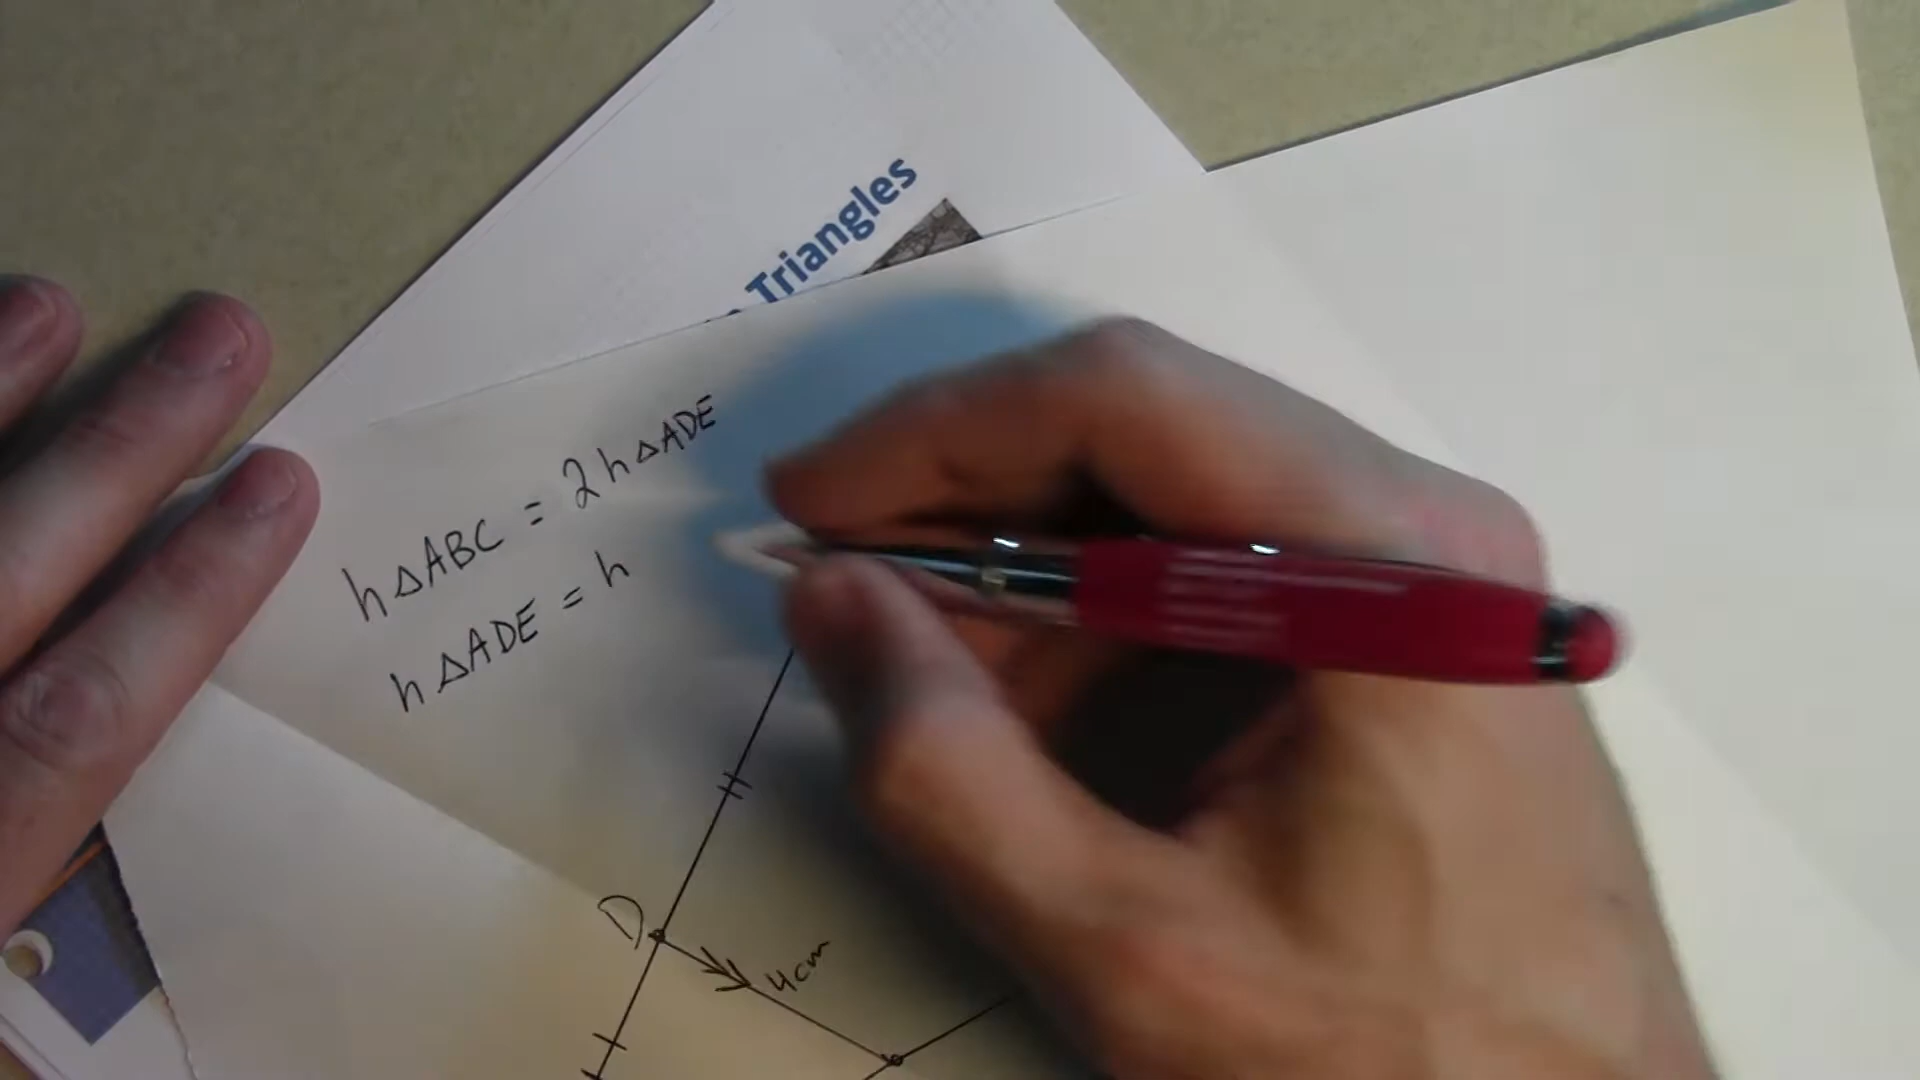 Triangles
h△ABC = 2h△ADE
h△ADE = h
D
4cm